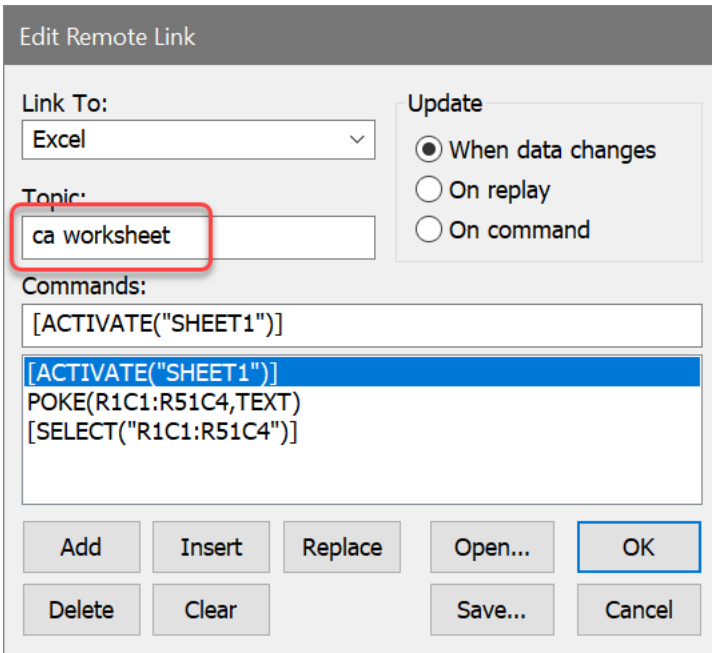 Edit Remote Link
Link To:
Excel
Topic:
ca worksheet
Update
When data changes
On replay
On command
Commands:
[ACTIVATE("SHEET1")]
[ACTIVATE("SHEET1")]
POKE(R1C1:R51C4,TEXT)
[SELECT("R1C1:R51C4")]
Add Insert Replace Open... OK
Delete Clear Save... Cancel